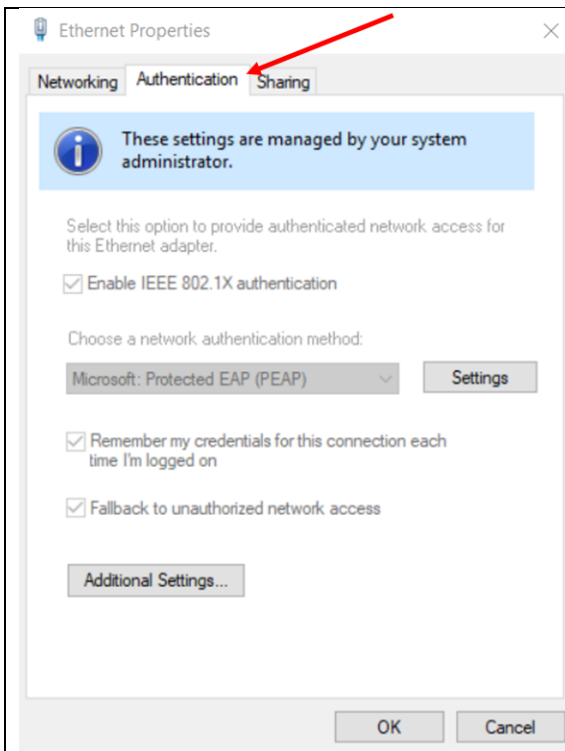 Ethernet Properties
Networking Authentication Sharing
These settings are managed by your system
administrator.
Select this option to provide authenticated network access for
this Ethernet adapter.
Enable IEEE 802.1X authentication
Choose a network authentication method:
Microsoft: Protected EAP (PEAP) Settings
Remember my credentials for this connection each
time I'm logged on
Fallback to unauthorized network access
Additional Settings...
OK Cancel